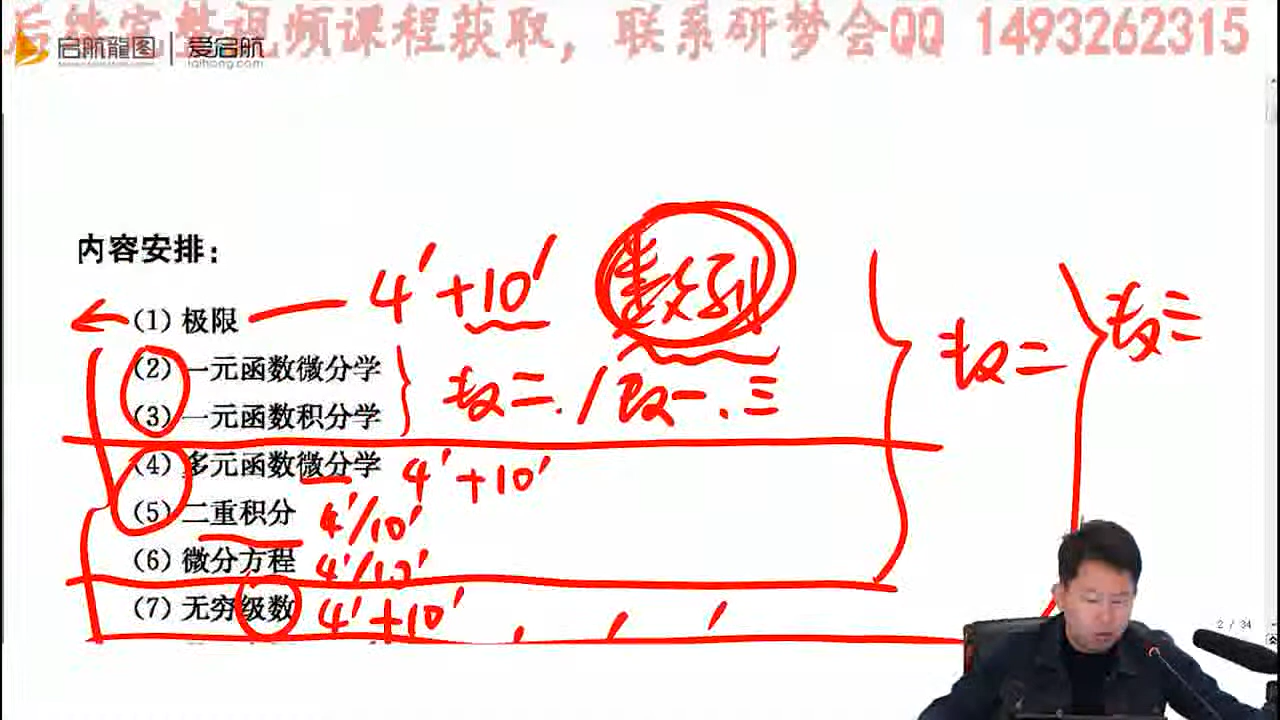 后续完整视频课程获取，联系研梦会QQ 1493262315
启航龍图 | 爱启航
qihang.com
内容安排：
(1) 极限 4′+10′ 数列
(2) 一元函数微分学
(3) 一元函数积分学 数二. / 数一、三
数二 数三
(4) 多元函数微分学 4′+10′
(5) 二重积分 4′/10′
(6) 微分方程 4′/10′
(7) 无穷级数 4′+10′
2 / 34